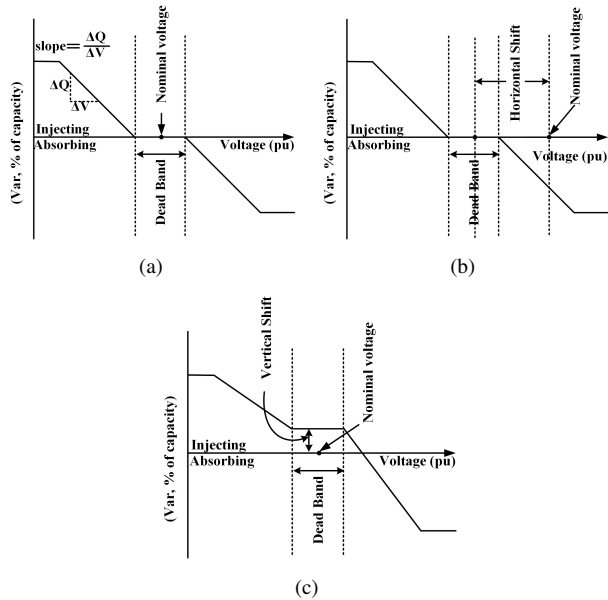 slope=ΔQ/ΔV
ΔQ
ΔV
Nominal voltage
Injecting
Absorbing
Voltage (pu)
Dead Band
(Var, % of capacity)
(a)
Horizontal Shift
Nominal voltage
Injecting
Absorbing
Voltage (pu)
Dead Band
(Var, % of capacity)
(b)
Vertical Shift
Nominal voltage
Injecting
Absorbing
Voltage (pu)
Dead Band
(Var, % of capacity)
(c)